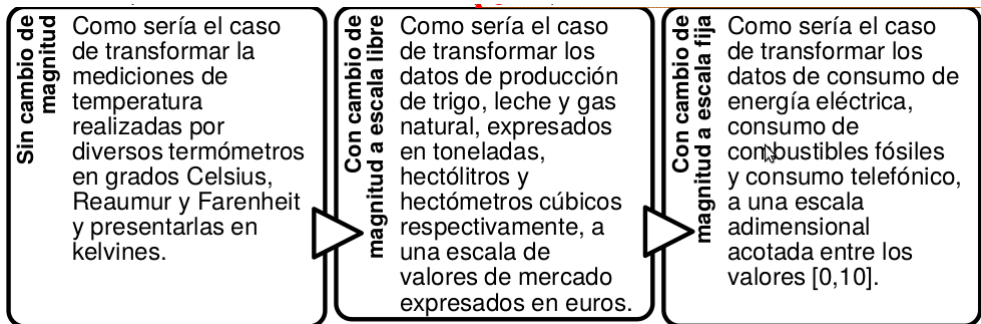 Sin cambio de
magnitud
Como sería el caso
de transformar la
mediciones de
temperatura
realizadas por
diversos termómetros
en grados Celsius,
Reaumur y Farenheit
y presentarlas en
kelvines.
Con cambio de
magnitud a escala libre
Como sería el caso
de transformar los
datos de producción
de trigo, leche y gas
natural, expresados
en toneladas,
hectólitros y
hectómetros cúbicos
respectivamente, a
una escala de
valores de mercado
expresados en euros.
Con cambio de
magnitud a escala fija
Como sería el caso
de transformar los
datos de consumo de
energía eléctrica,
consumo de
combustibles fósiles
y consumo telefónico,
a una escala
adimensional
acotada entre los
valores [0,10].